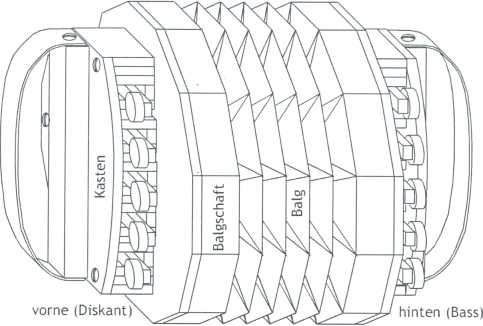 Kasten
Balgschaft
Balg
vorne (Diskant)
hinten (Bass)